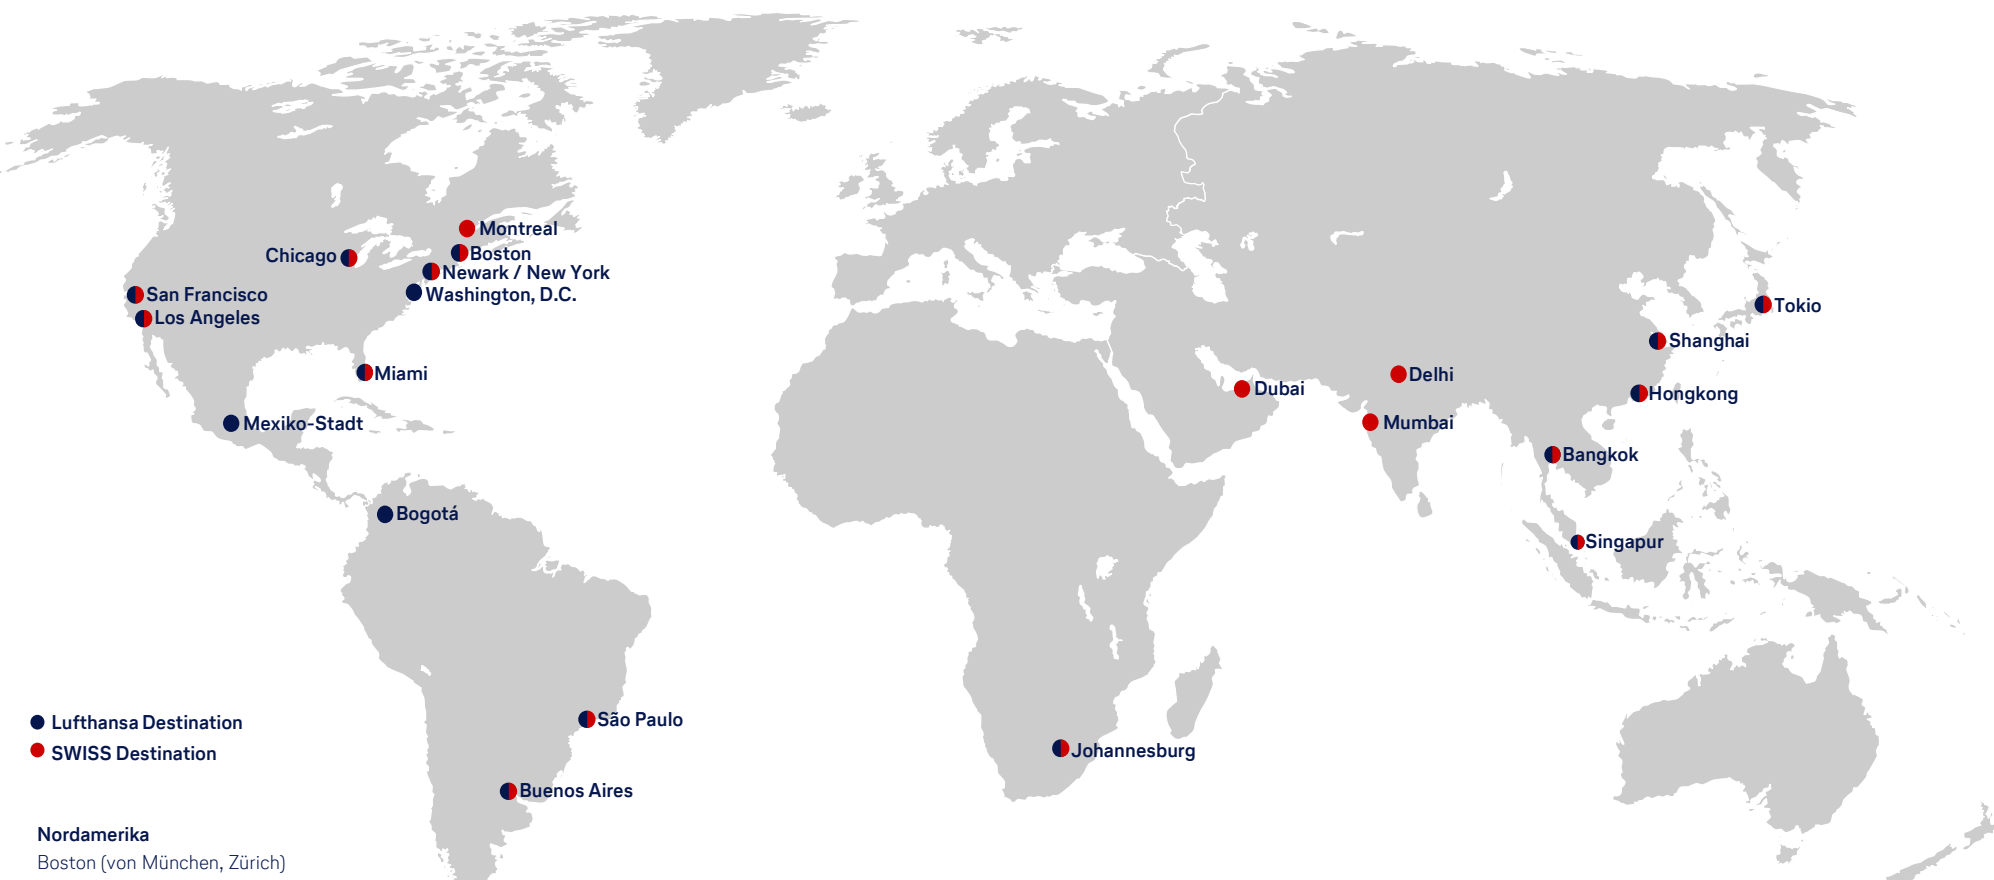 Montreal
Chicago
Boston
Newark / New York
San Francisco
Washington, D.C.
Los Angeles
Tokio
Shanghai
Miami
Delhi
Dubai
Hongkong
Mexiko-Stadt
Mumbai
Bangkok
Bogotá
Singapur
São Paulo
Lufthansa Destination
SWISS Destination
Johannesburg
Buenos Aires
Nordamerika
Boston (von München, Zürich)